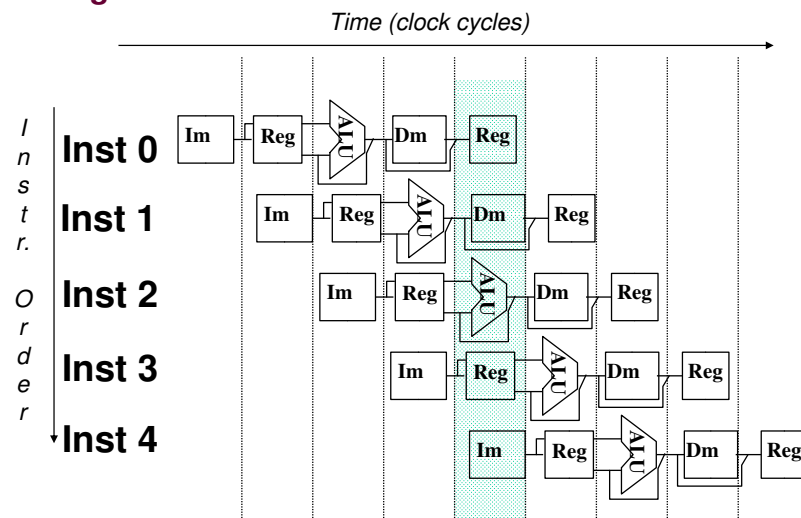 Time (clock cycles)
Instr. Order
Inst 0 Im Reg ALU Dm Reg
Inst 1 Im Reg ALU Dm Reg
Inst 2 Im Reg ALU Dm Reg
Inst 3 Im Reg ALU Dm Reg
Inst 4 Im Reg ALU Dm Reg